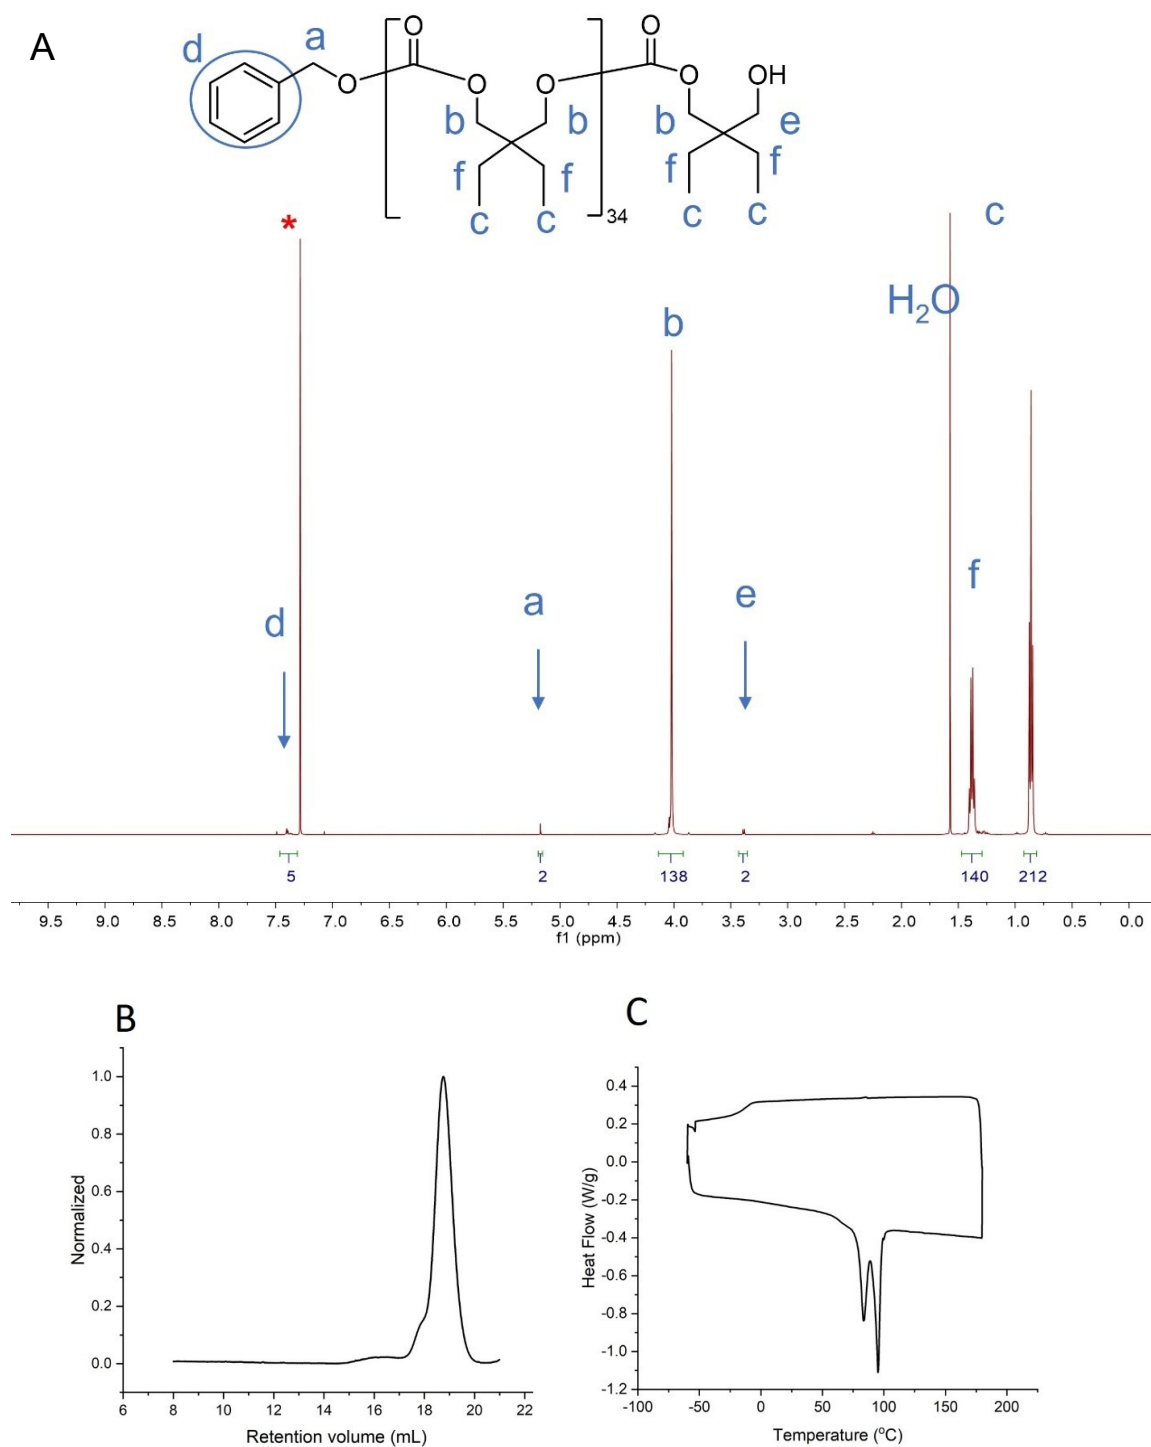 A
d
a
O
O
O
O
O
O
OH
b
b
b
e
f
f
f
f
c
c
c
c
34
*
c
H₂O
b
f
a
e
d
5
2
138
2
140
212
9.5 9.0 8.5 8.0 7.5 7.0 6.5 6.0 5.5 5.0 4.5 4.0 3.5 3.0 2.5 2.0 1.5 1.0 0.5 0.0
f1 (ppm)
B
1.0
0.8
0.6
0.4
0.2
0.0
Normalized
6 8 10 12 14 16 18 20 22
Retention volume (mL)
C
0.4
0.2
0.0
-0.2
-0.4
-0.6
-0.8
-1.0
-1.2
Heat Flow (W/g)
-100 -50 0 50 100 150 200
Temperature (°C)